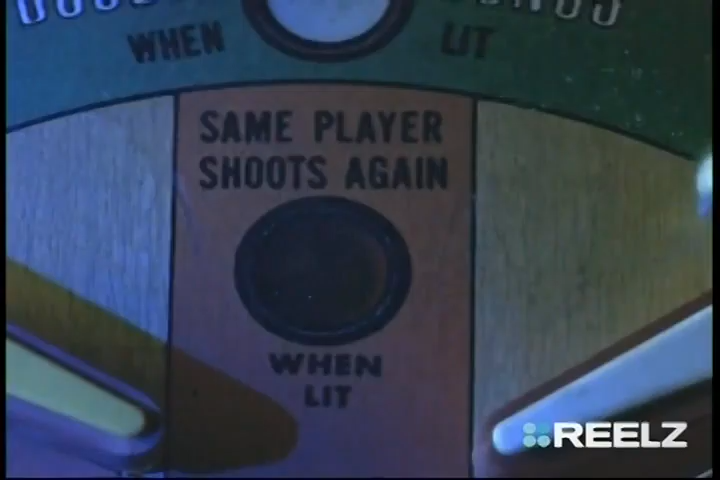 WHEN LIT
SAME PLAYER
SHOOTS AGAIN
WHEN
LIT
REELZ